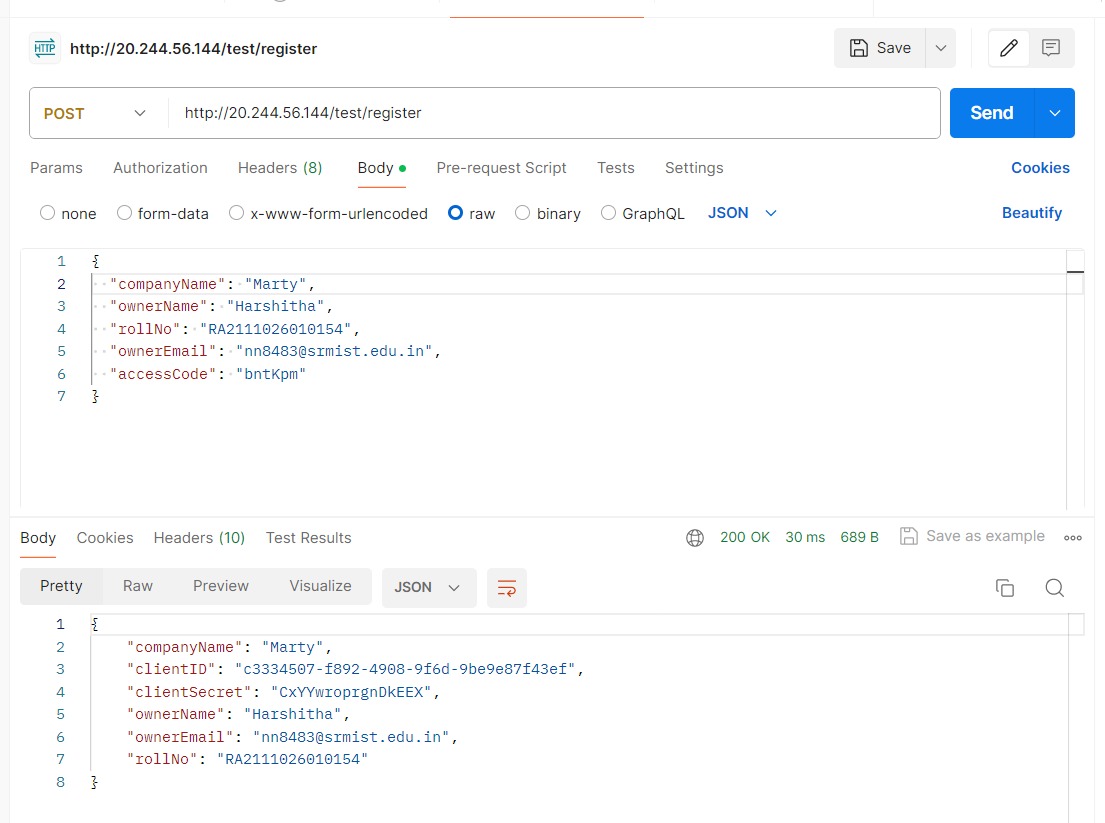 HTTP http://20.244.56.144/test/register Save
POST http://20.244.56.144/test/register Send
Params Authorization Headers (8) Body Pre-request Script Tests Settings Cookies
none form-data x-www-form-urlencoded raw binary GraphQL JSON Beautify
1 {
2 "companyName": "Marty",
3 "ownerName": "Harshitha",
4 "rollNo": "RA2111026010154",
5 "ownerEmail": "nn8483@srmist.edu.in",
6 "accessCode": "bntKpm"
7 }
Body Cookies Headers (10) Test Results 200 OK 30 ms 689 B Save as example
Pretty Raw Preview Visualize JSON
1 {
2 "companyName": "Marty",
3 "clientID": "c3334507-f892-4908-9f6d-9be9e87f43ef",
4 "clientSecret": "CxYYwroprgnDkEEX",
5 "ownerName": "Harshitha",
6 "ownerEmail": "nn8483@srmist.edu.in",
7 "rollNo": "RA2111026010154"
8 }